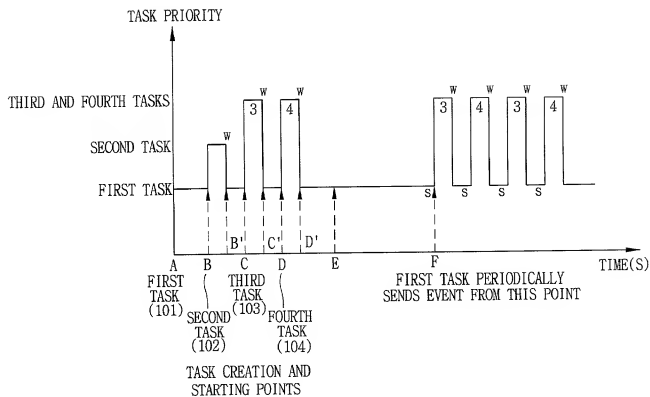 TASK PRIORITY
THIRD AND FOURTH TASKS
SECOND TASK
FIRST TASK
W
3
W
4
W
3
W
4
W
3
W
4
W
S
S
S
S
A
B
B'
C
C'
D
D'
E
F
TIME(S)
FIRST
TASK
(101)
SECOND
TASK
(102)
THIRD
TASK
(103)
FOURTH
TASK
(104)
FIRST TASK PERIODICALLY
SENDS EVENT FROM THIS POINT
TASK CREATION AND
STARTING POINTS